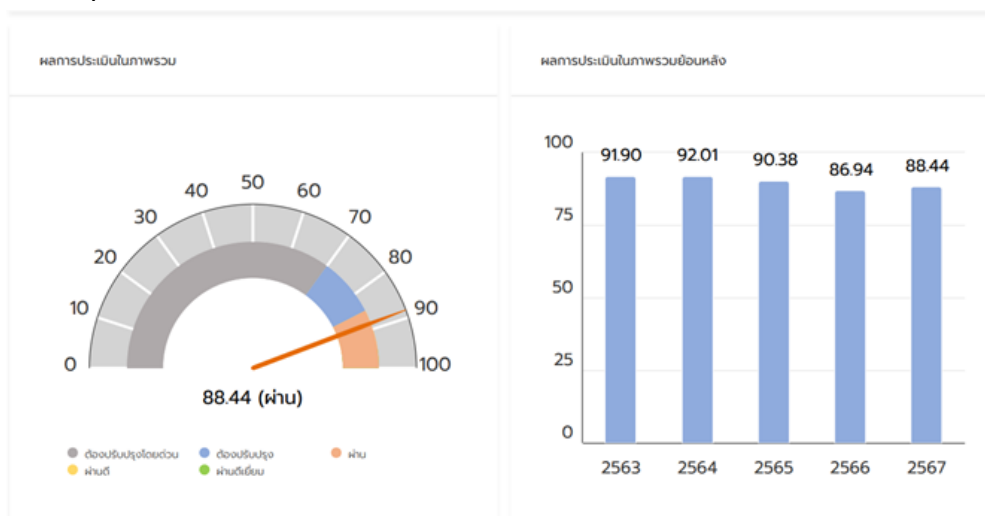 ผลการประเมินในภาพรวม
50
40
60
30
70
20
80
10
90
0
100
88.44 (ผ่าน)
ต้องปรับปรุงโดยด่วน ต้องปรับปรุง ผ่าน
ผ่านดี ผ่านดีเยี่ยม
ผลการประเมินในภาพรวมย้อนหลัง
100
91.90 92.01 90.38 86.94 88.44
75
50
25
0
2563 2564 2565 2566 2567